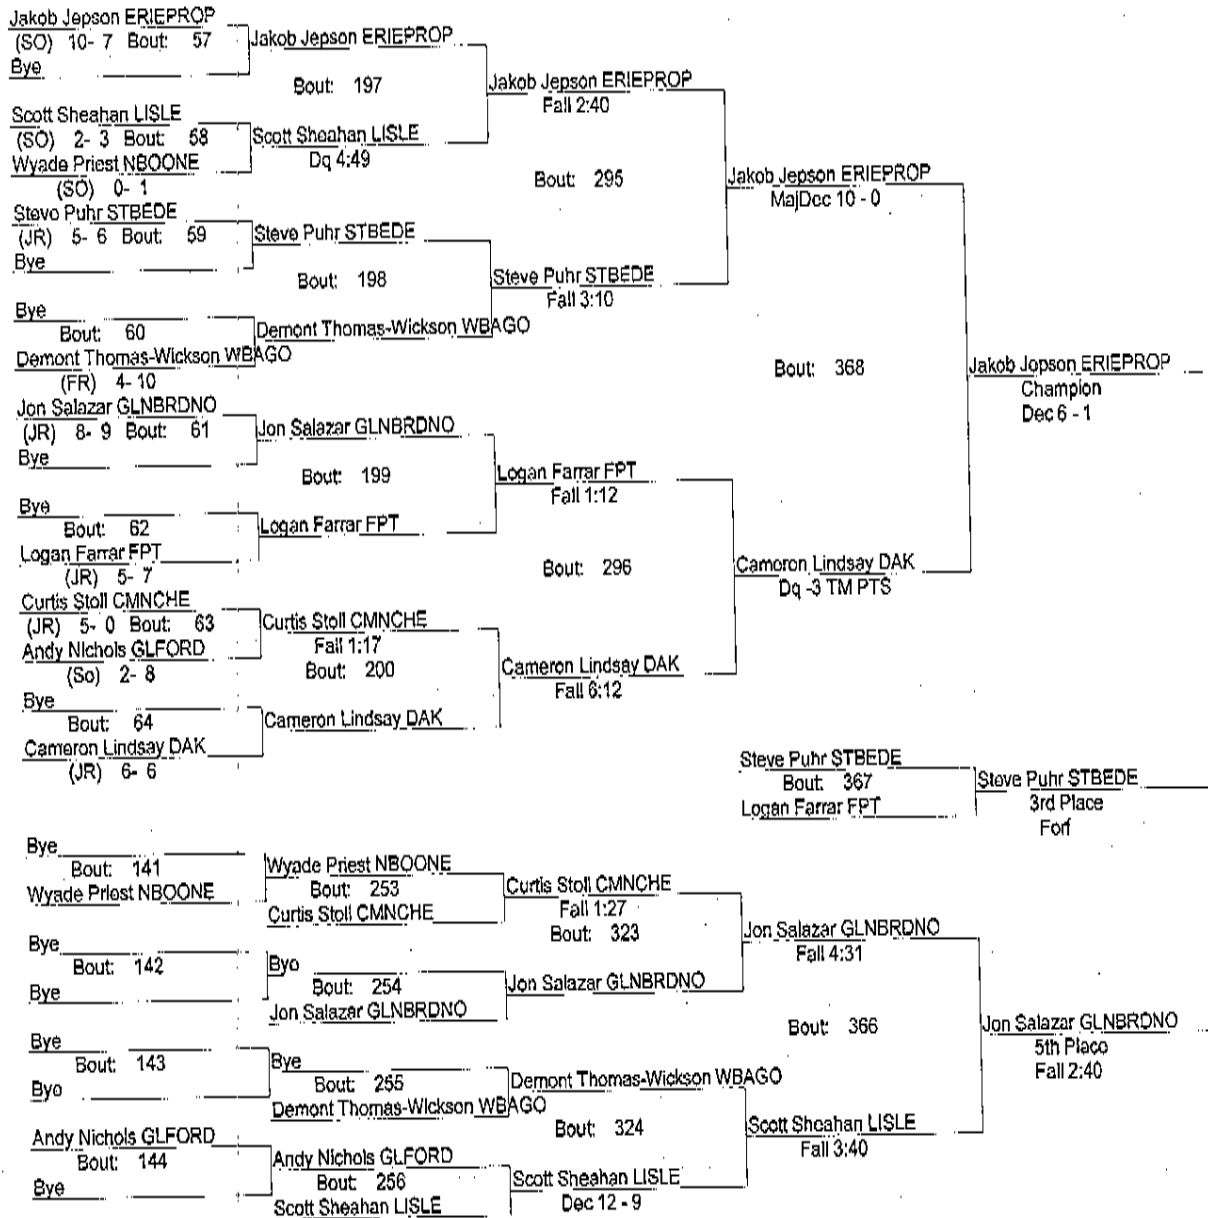 Jakob Jepson ERIEPROP
(SO) 10- 7 Bout: 57
Bye
Jakob Jepson ERIEPROP
Bout: 197
Scott Sheahan LISLE
(SO) 2- 3 Bout: 58
Wyade Priest NBOONE
(SO) 0- 1
Scott Sheahan LISLE
Dq 4:49
Jakob Jepson ERIEPROP
Fall 2:40
Bout: 295
Stevo Puhr STBEDE
(JR) 5- 6 Bout: 59
Bye
Steve Puhr STBEDE
Bout: 198
Bye
Bout: 60
Demont Thomas-Wickson WBAGO
(FR) 4- 10
Demont Thomas-Wickson WBAGO
Steve Puhr STBEDE
Fall 3:10
Jakob Jepson ERIEPROP
MajDec 10 - 0
Bout: 368
Jakob Jopson ERIEPROP
Champion
Dec 6 - 1
Jon Salazar GLNBRDNO
(JR) 8- 9 Bout: 61
Bye
Jon Salazar GLNBRDNO
Bout: 199
Bye
Bout: 62
Logan Farrar FPT
(JR) 5- 7
Logan Farrar FPT
Logan Farrar FPT
Fall 1:12
Bout: 296
Curtis Stoll CMNCHE
(JR) 5- 0 Bout: 63
Andy Nichols GLFORD
(So) 2- 8
Curtis Stoll CMNCHE
Fall 1:17
Bout: 200
Bye
Bout: 64
Cameron Lindsay DAK
(JR) 6- 6
Cameron Lindsay DAK
Cameron Lindsay DAK
Fall 6:12
Cameron Lindsay DAK
Dq -3 TM PTS
Steve Puhr STBEDE
Bout: 367
Logan Farrar FPT
Steve Puhr STBEDE
3rd Place
Forf
Bye
Bout: 141
Wyade Priest NBOONE
Wyade Priest NBOONE
Bout: 253
Curtis Stoll CMNCHE
Curtis Stoll CMNCHE
Fall 1:27
Bout: 323
Bye
Bout: 142
Bye
Byo
Bout: 254
Jon Salazar GLNBRDNO
Jon Salazar GLNBRDNO
Jon Salazar GLNBRDNO
Fall 4:31
Bout: 366
Bye
Bout: 143
Byo
Bye
Bout: 255
Demont Thomas-Wickson WBAGO
Demont Thomas-Wickson WBAGO
Bout: 324
Andy Nichols GLFORD
Bout: 144
Bye
Andy Nichols GLFORD
Bout: 256
Scott Sheahan LISLE
Scott Sheahan LISLE
Dec 12 - 9
Scott Sheahan LISLE
Fall 3:40
Jon Salazar GLNBRDNO
5th Placo
Fall 2:40